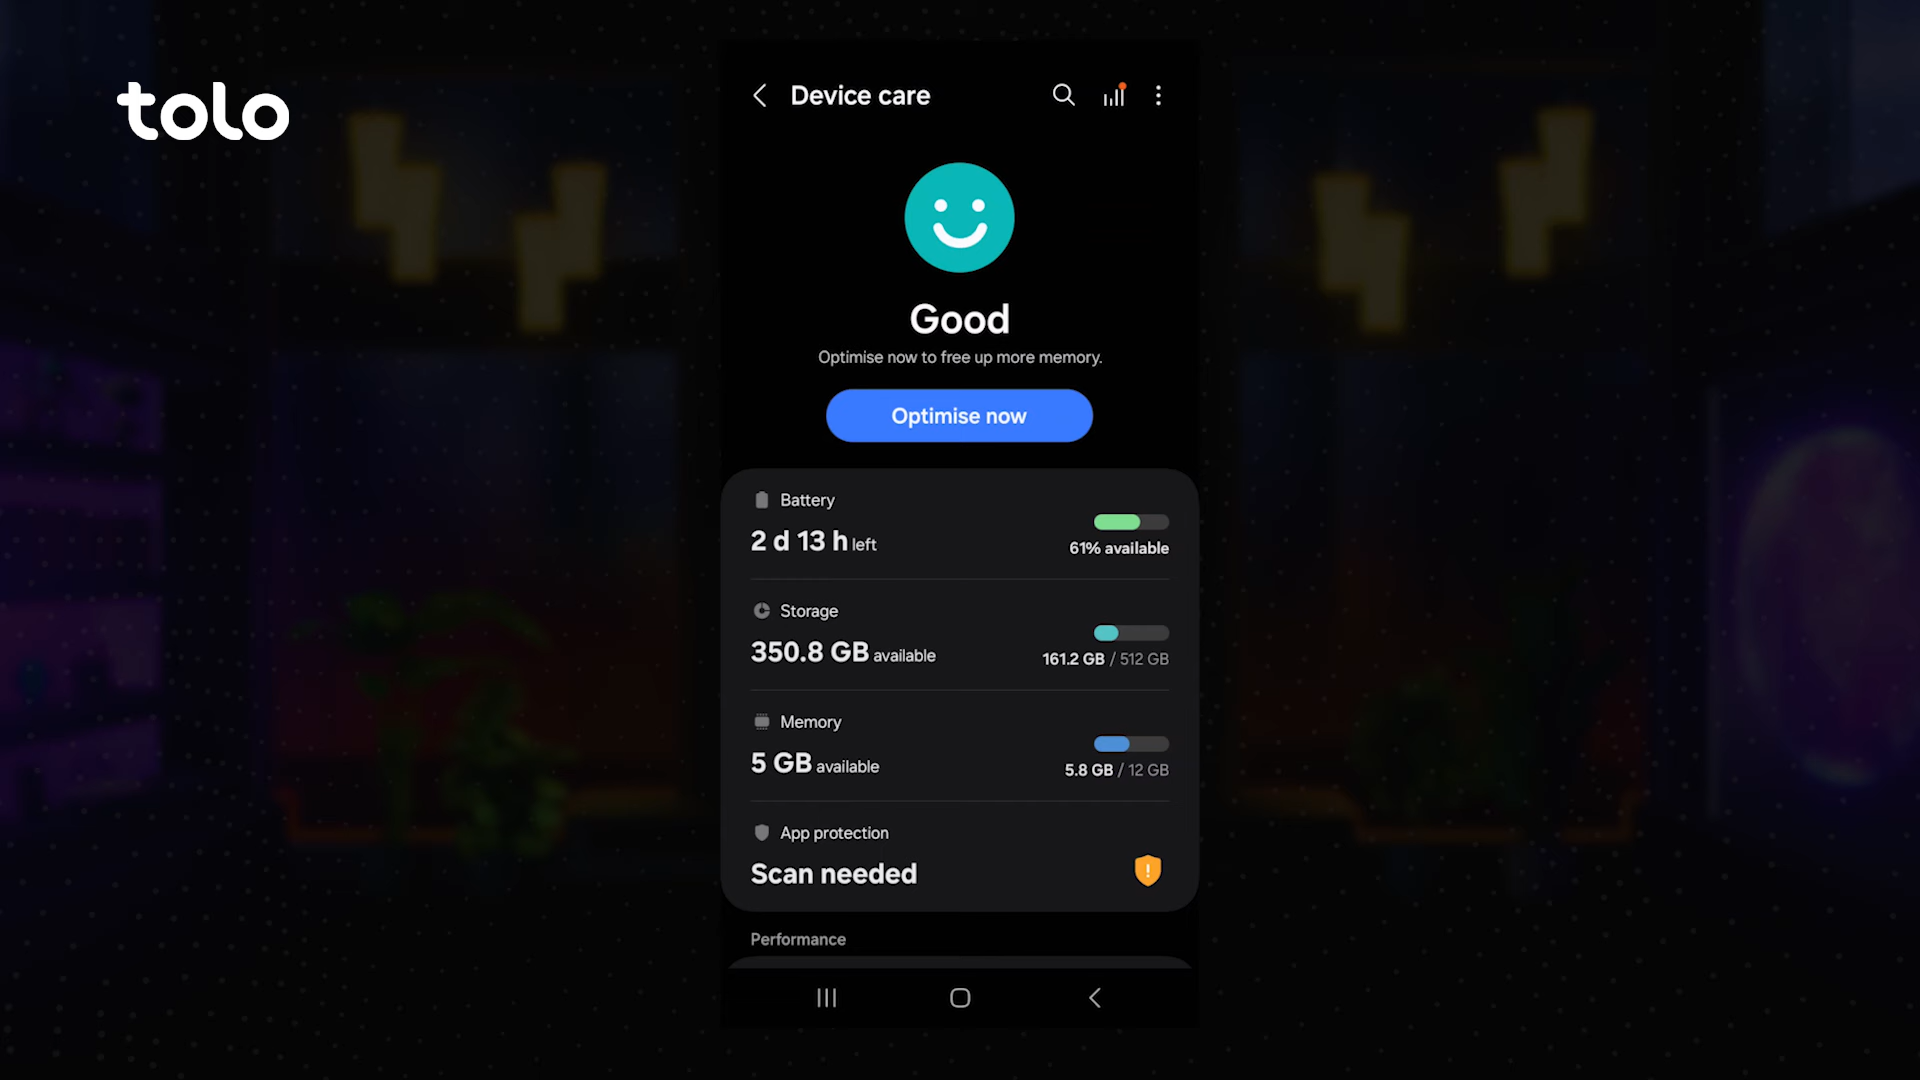 tolo
Device care
Good
Optimise now to free up more memory.
Optimise now
Battery
2 d 13 h left
61% available
Storage
350.8 GB available
161.2 GB / 512 GB
Memory
5 GB available
5.8 GB / 12 GB
App protection
Scan needed
Performance